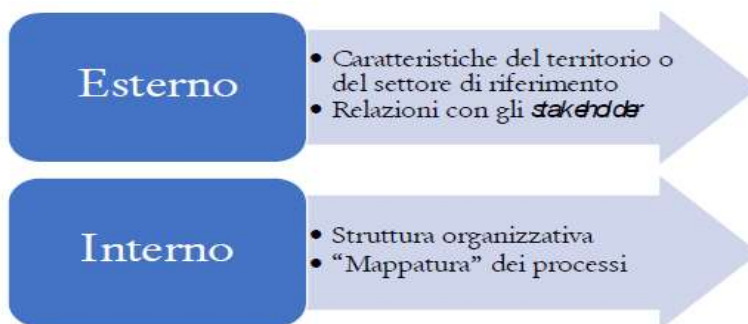 Esterno
• Caratteristiche del territorio o
del settore di riferimento
• Relazioni con gli stakeholder
Interno
• Struttura organizzativa
• “Mappatura” dei processi